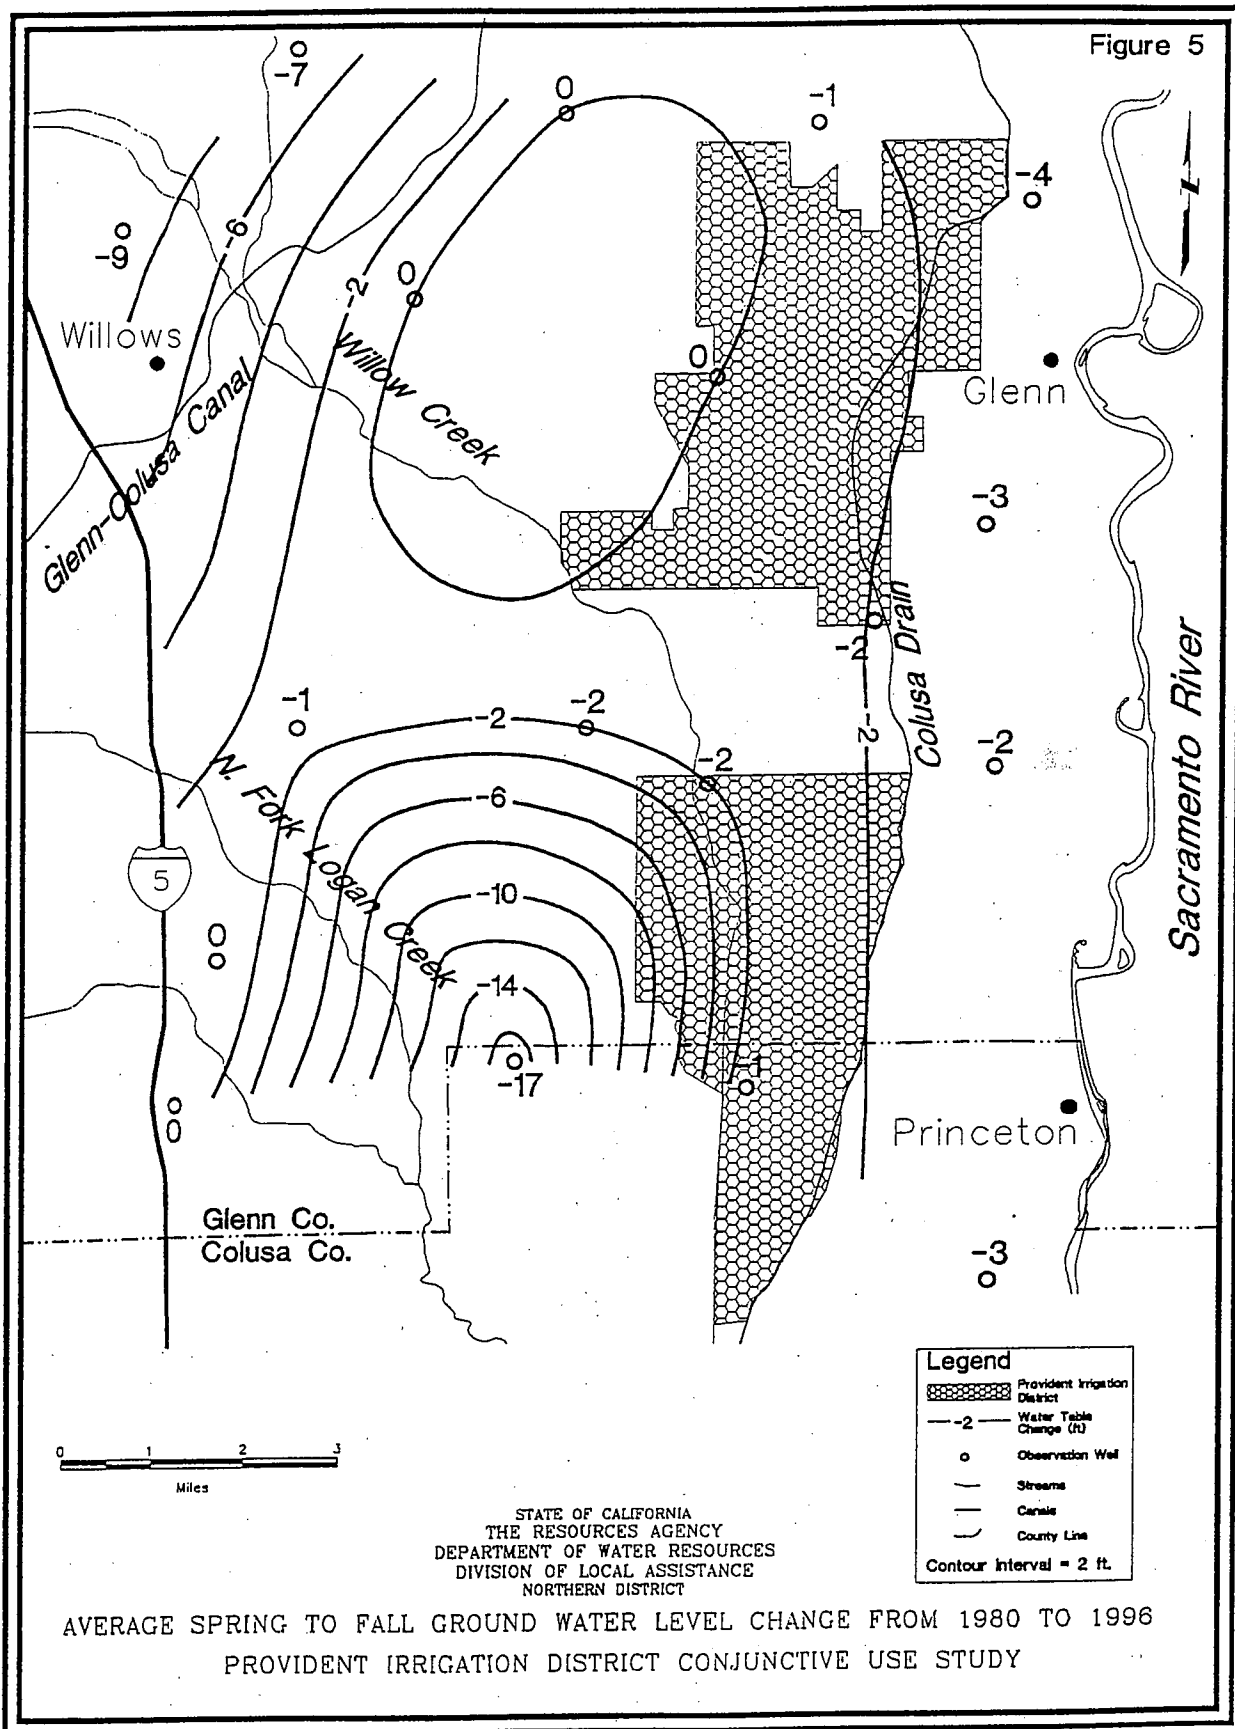 Figure 5
-7
0
-1
-4
-6
-9
0
-2
Willows
Willow Creek
0
Glenn
Glenn-Colusa Canal
-3
Colusa Drain
-2
Sacramento River
-1
-2
-2
-2
-2
-2
N. Fork Logan Creek
-6
5
-10
0
-14
-17
-1
0
Princeton
Glenn Co.
Colusa Co.
-3
Legend
Provident Irrigation
District
-2
Water Table
Change (ft)
Observation Well
Streams
Canals
County Line
Contour Interval = 2 ft.
0 1 2 3
Miles
STATE OF CALIFORNIA
THE RESOURCES AGENCY
DEPARTMENT OF WATER RESOURCES
DIVISION OF LOCAL ASSISTANCE
NORTHERN DISTRICT
AVERAGE SPRING TO FALL GROUND WATER LEVEL CHANGE FROM 1980 TO 1996
PROVIDENT IRRIGATION DISTRICT CONJUNCTIVE USE STUDY